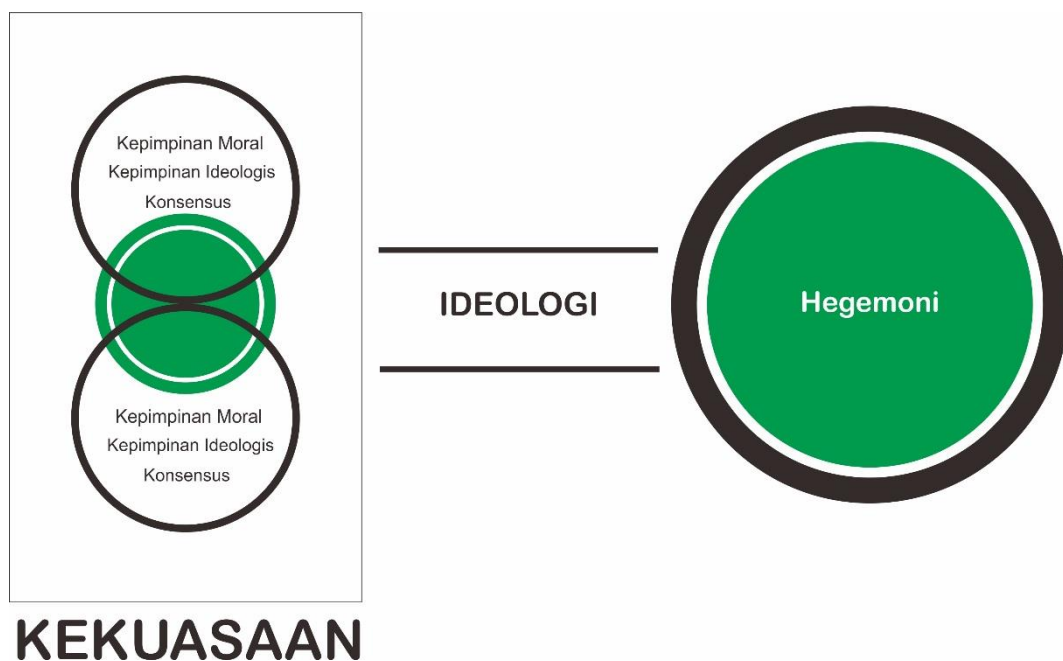 Kepimpinan Moral
Kepimpinan Ideologis
Konsensus
Kepimpinan Moral
Kepimpinan Ideologis
Konsensus
KEKUASAAN
IDEOLOGI
Hegemoni